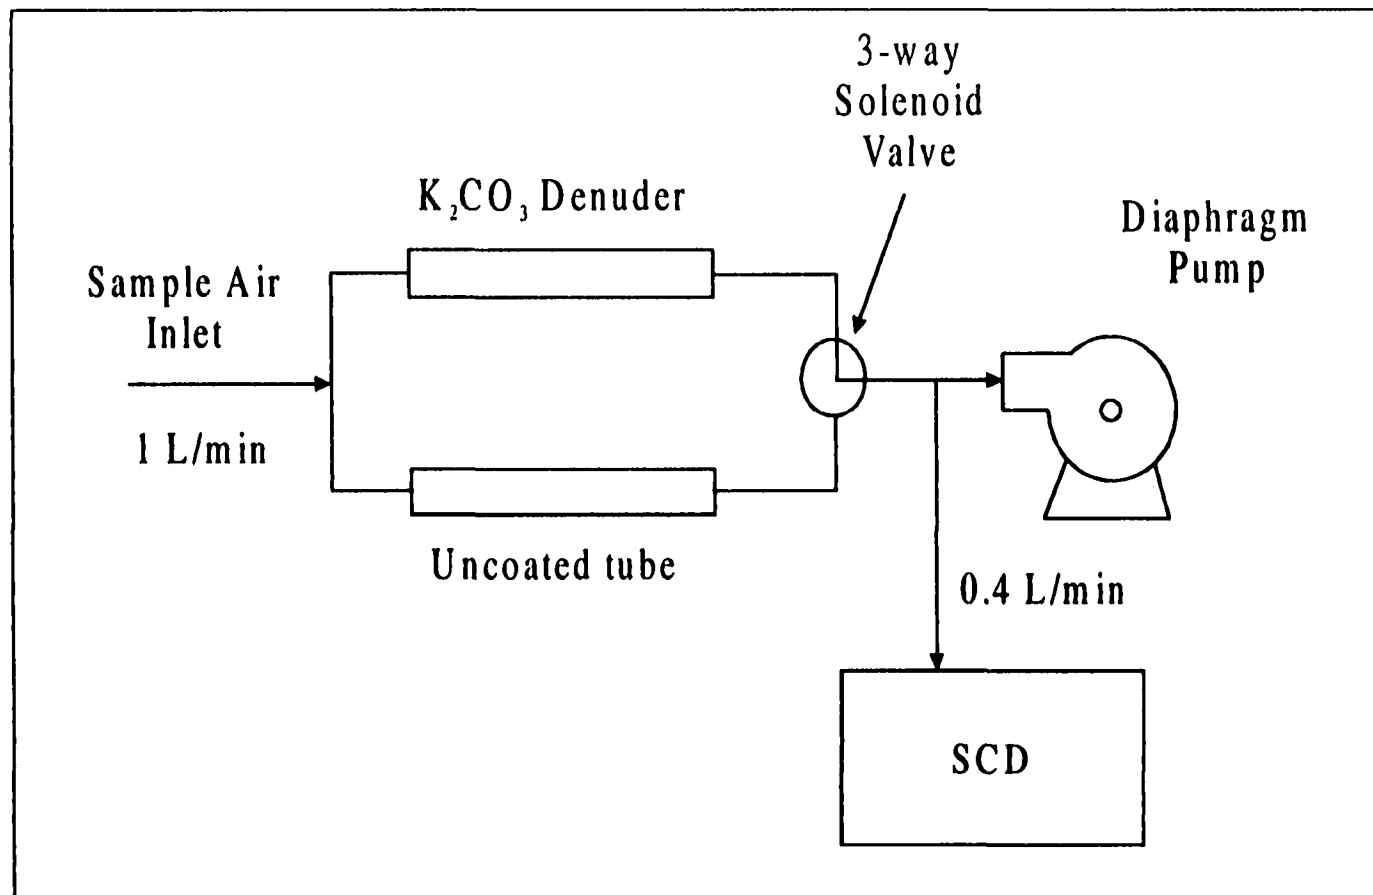 3-way
Solenoid
Valve
K₂CO₃ Denuder
Diaphragm
Pump
Sample Air
Inlet
1 L/min
Uncoated tube
0.4 L/min
SCD